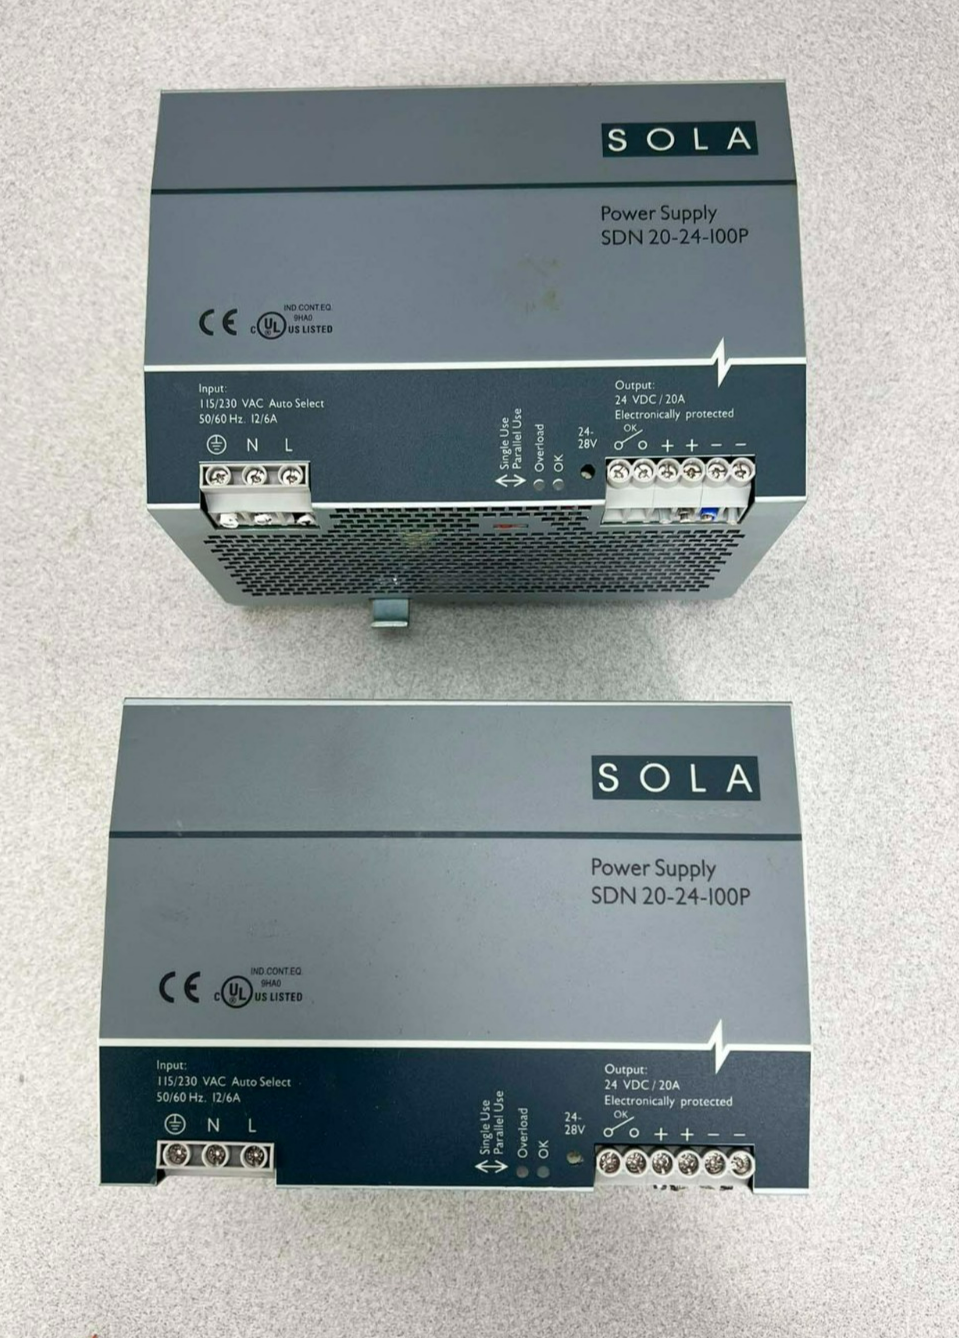 SOLA
Power Supply
SDN 20-24-100P
CE
IND CONT. EQ.
9HA0
C UL US LISTED
Input:
115/230 VAC Auto Select
50/60 Hz. 12/6A
N L
Single Use
Parallel Use
Overload
OK
24-
28V
Output:
24 VDC / 20A
Electronically protected
OK
+ + − −
SOLA
Power Supply
SDN 20-24-100P
CE
IND. CONT. EQ.
9HA0
C UL US LISTED
Input:
115/230 VAC Auto Select
50/60 Hz. 12/6A
N L
Single Use
Parallel Use
Overload
OK
24-
28V
Output:
24 VDC / 20A
Electronically protected
OK
+ + − −